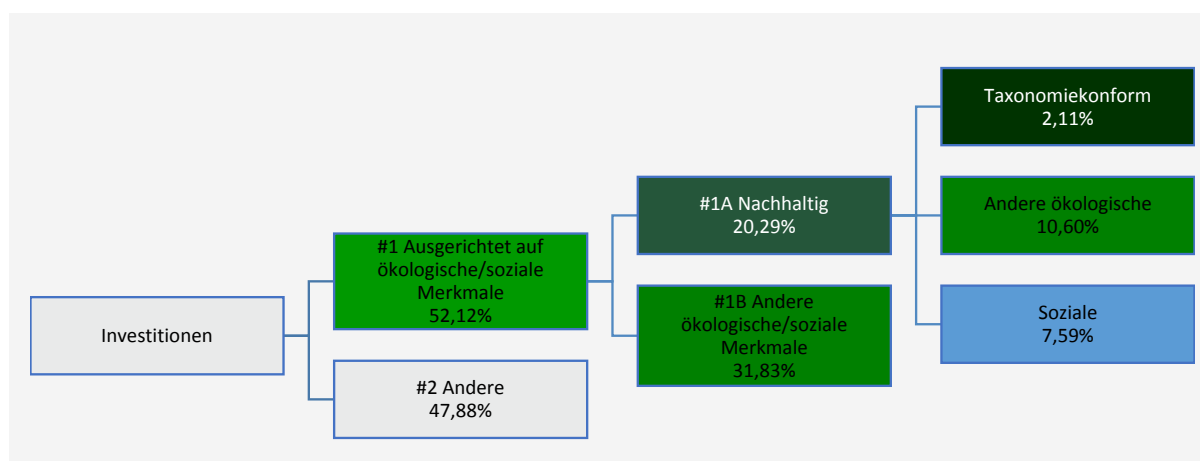 Investitionen
#1 Ausgerichtet auf
ökologische/soziale
Merkmale
52,12%
#2 Andere
47,88%
#1A Nachhaltig
20,29%
#1B Andere
ökologische/soziale
Merkmale
31,83%
Taxonomiekonform
2,11%
Andere ökologische
10,60%
Soziale
7,59%